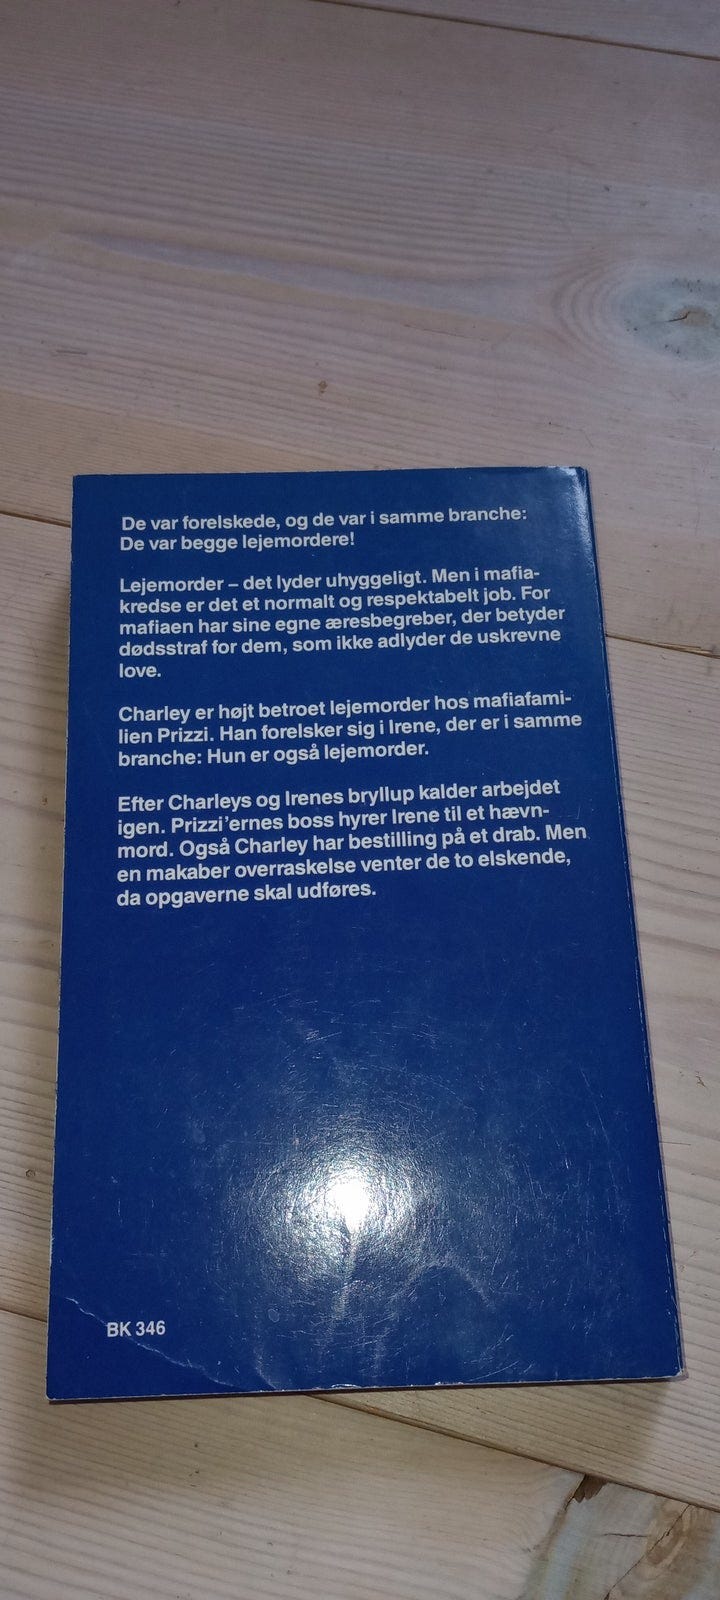 De var forelskede, og de var i samme branche:
De var begge lejemordere!
Lejemorder – det lyder uhyggeligt. Men i mafia-
kredse er det et normalt og respektabelt job. For
mafiaen har sine egne æresbegreber, der betyder
dødsstraf for dem, som ikke adlyder de uskrevne
love.
Charley er højt betroet lejemorder hos mafiafami-
lien Prizzi. Han forelsker sig i Irene, der er i samme
branche: Hun er også lejemorder.
Efter Charleys og Irenes bryllup kalder arbejdet
igen. Prizzi'ernes boss hyrer Irene til et hævn-
mord. Også Charley har bestilling på et drab. Men
en makaber overraskelse venter de to elskende,
da opgaverne skal udføres.
BK 346